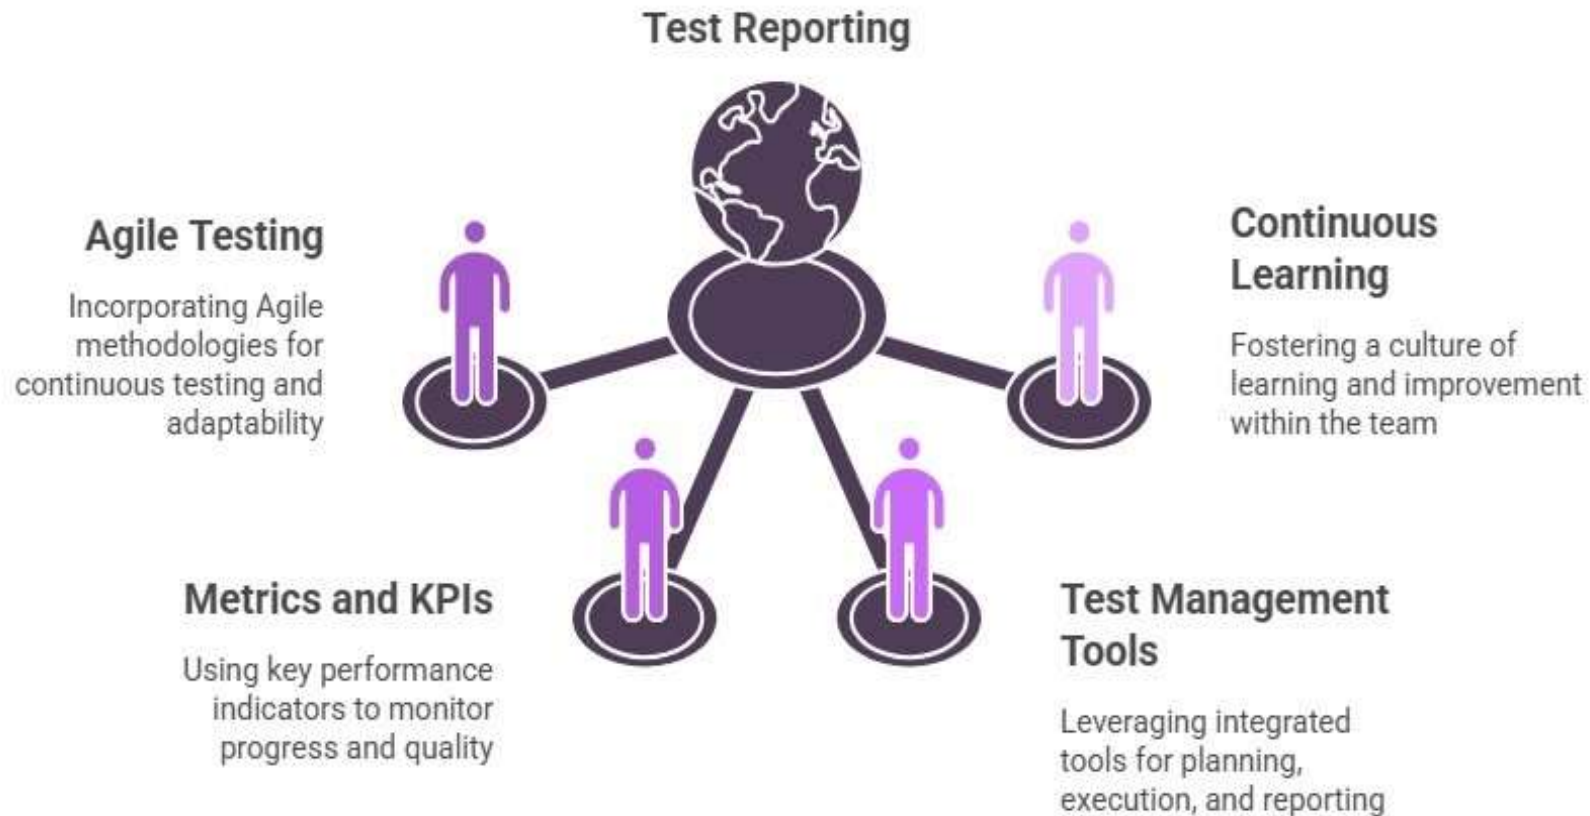 Test Reporting
Agile Testing
Incorporating Agile
methodologies for
continuous testing and
adaptability
Continuous
Learning
Fostering a culture of
learning and improvement
within the team
Metrics and KPIs
Using key performance
indicators to monitor
progress and quality
Test Management
Tools
Leveraging integrated
tools for planning,
execution, and reporting